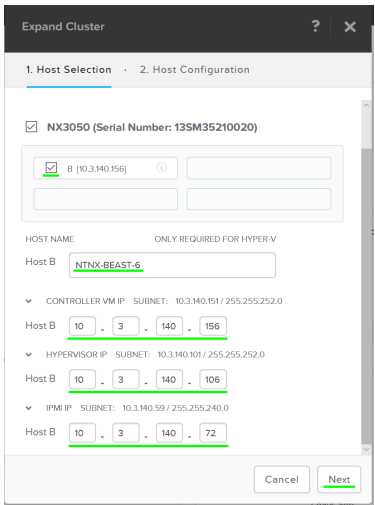 Expand Cluster ? ×
1. Host Selection · 2. Host Configuration
NX3050 (Serial Number: 13SM35210020)
B [10.3.140.156]
HOST NAME ONLY REQUIRED FOR HYPER-V
Host B NTNX-BEAST-6
CONTROLLER VM IP SUBNET: 10.3.140.151 / 255.255.252.0
Host B 10 . 3 . 140 . 156
HYPERVISOR IP SUBNET: 10.3.140.101 / 255.255.252.0
Host B 10 . 3 . 140 . 106
IPMI IP SUBNET: 10.3.140.59 / 255.255.240.0
Host B 10 . 3 . 140 . 72
Cancel Next